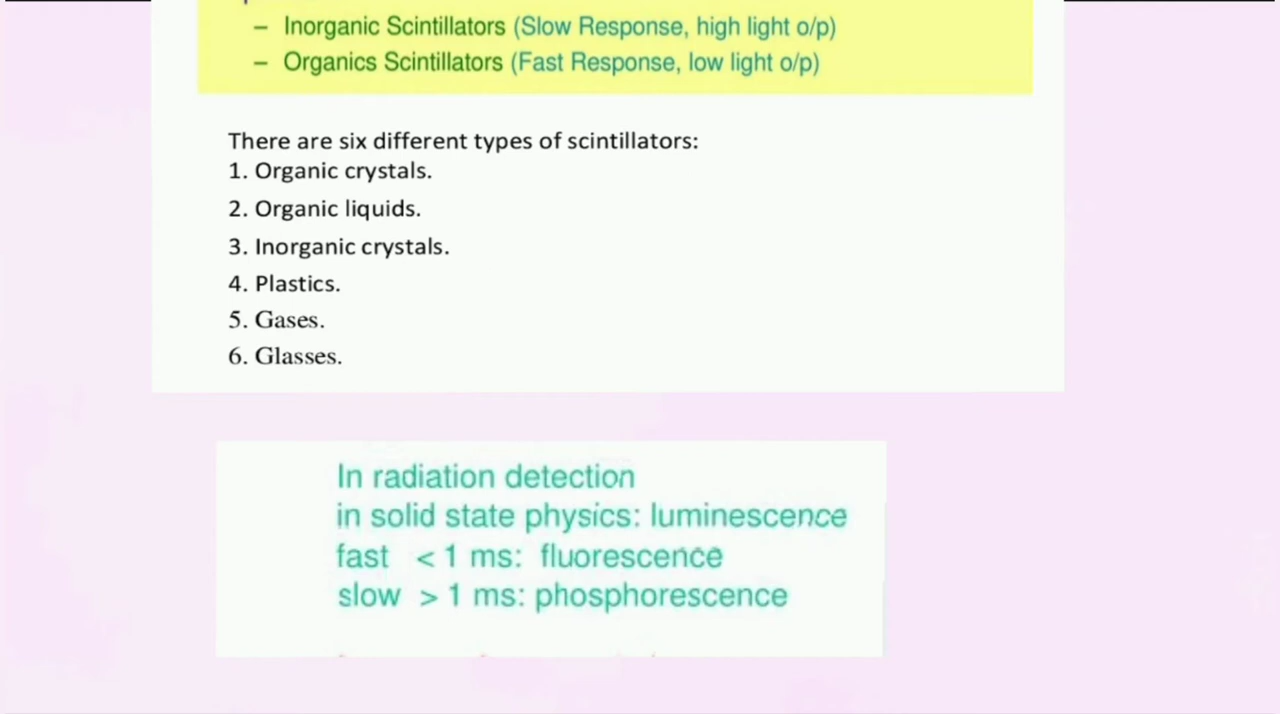 – Inorganic Scintillators (Slow Response, high light o/p)
– Organics Scintillators (Fast Response, low light o/p)
There are six different types of scintillators:
1. Organic crystals.
2. Organic liquids.
3. Inorganic crystals.
4. Plastics.
5. Gases.
6. Glasses.
In radiation detection
in solid state physics: luminescence
fast < 1 ms: fluorescence
slow > 1 ms: phosphorescence